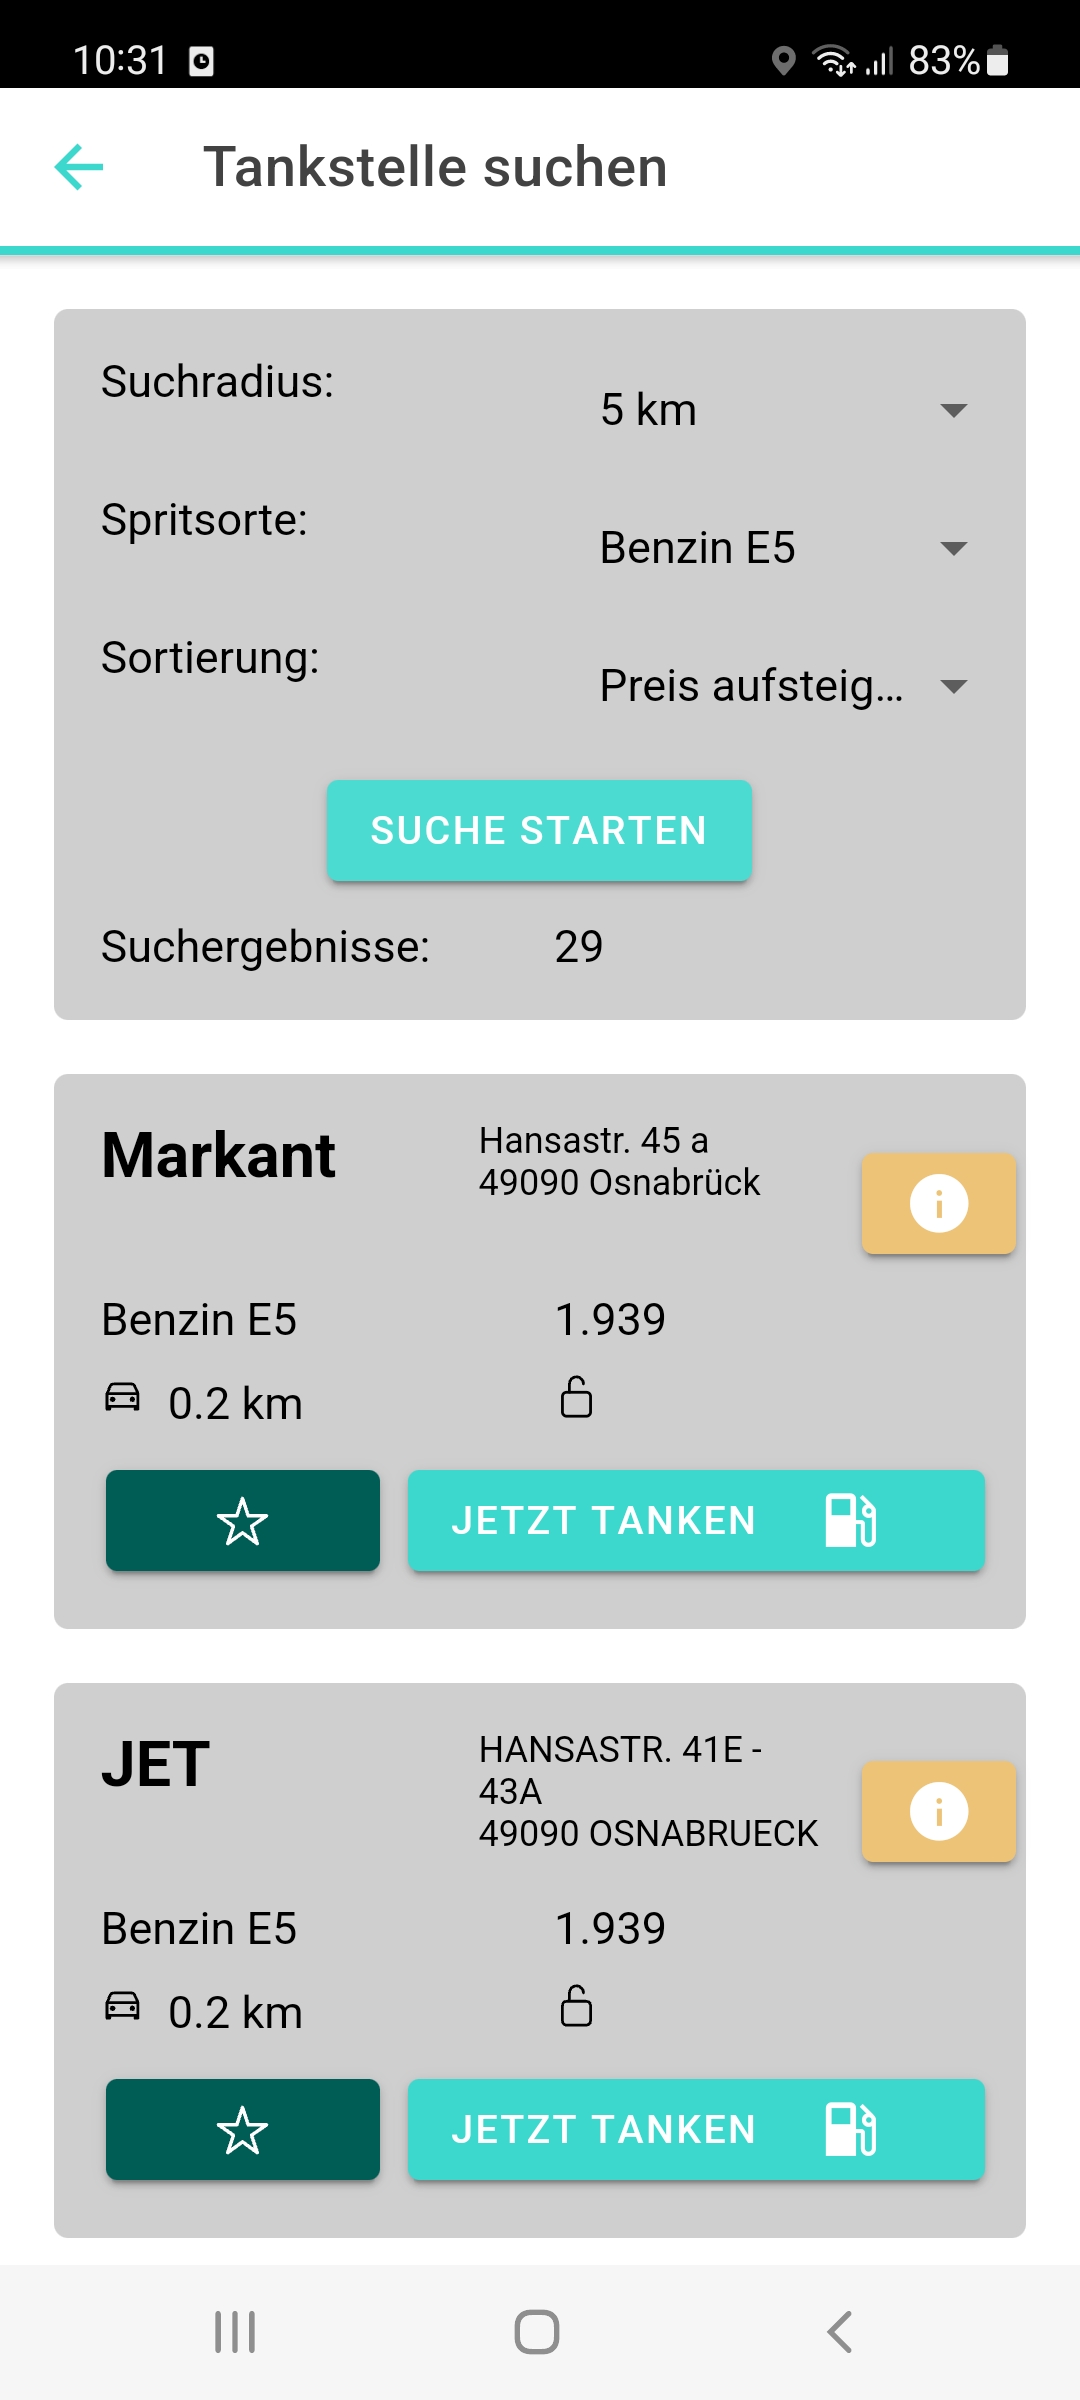 10:31
83%
Tankstelle suchen
Suchradius:
5 km
Spritsorte:
Benzin E5
Sortierung:
Preis aufsteig...
SUCHE STARTEN
Suchergebnisse: 29
Markant
Hansastr. 45 a
49090 Osnabrück
Benzin E5 1.939
0.2 km
JETZT TANKEN
JET
HANSASTR. 41E -
43A
49090 OSNABRUECK
Benzin E5 1.939
0.2 km
JETZT TANKEN